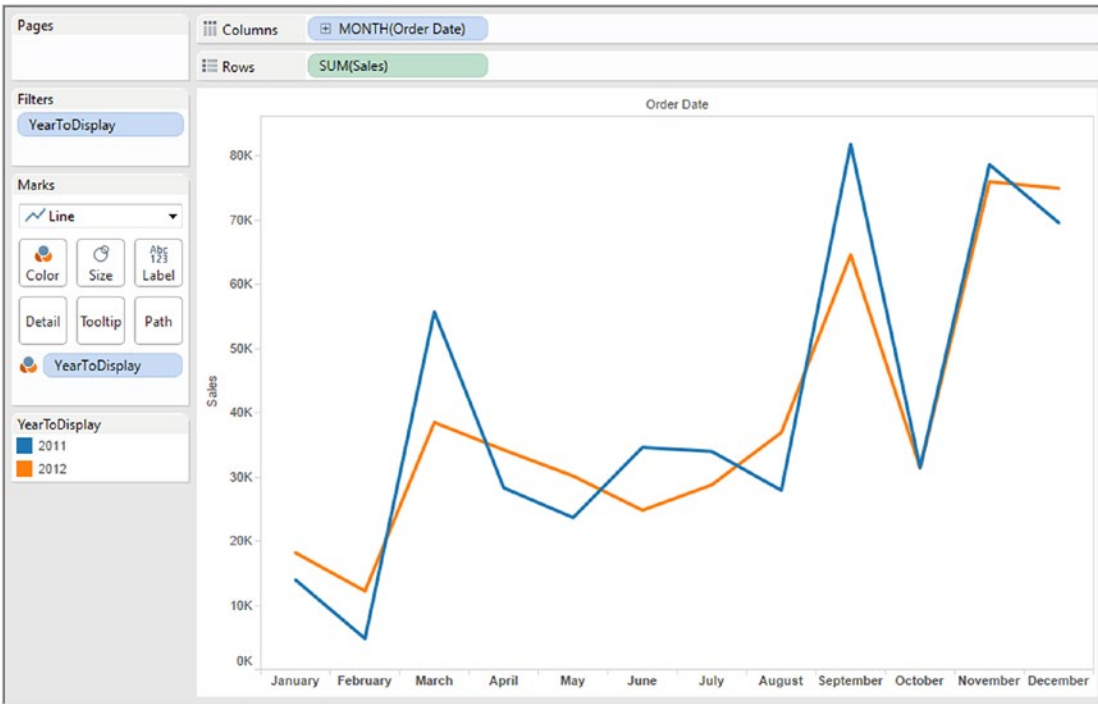 Pages
Columns
MONTH(Order Date)
Rows
SUM(Sales)
Filters
YearToDisplay
Marks
Line
Color
Size
Abc
123
Label
Detail
Tooltip
Path
YearToDisplay
YearToDisplay
2011
2012
Order Date
Sales
80K
70K
60K
50K
40K
30K
20K
10K
0K
January February March April May June July August September October November December